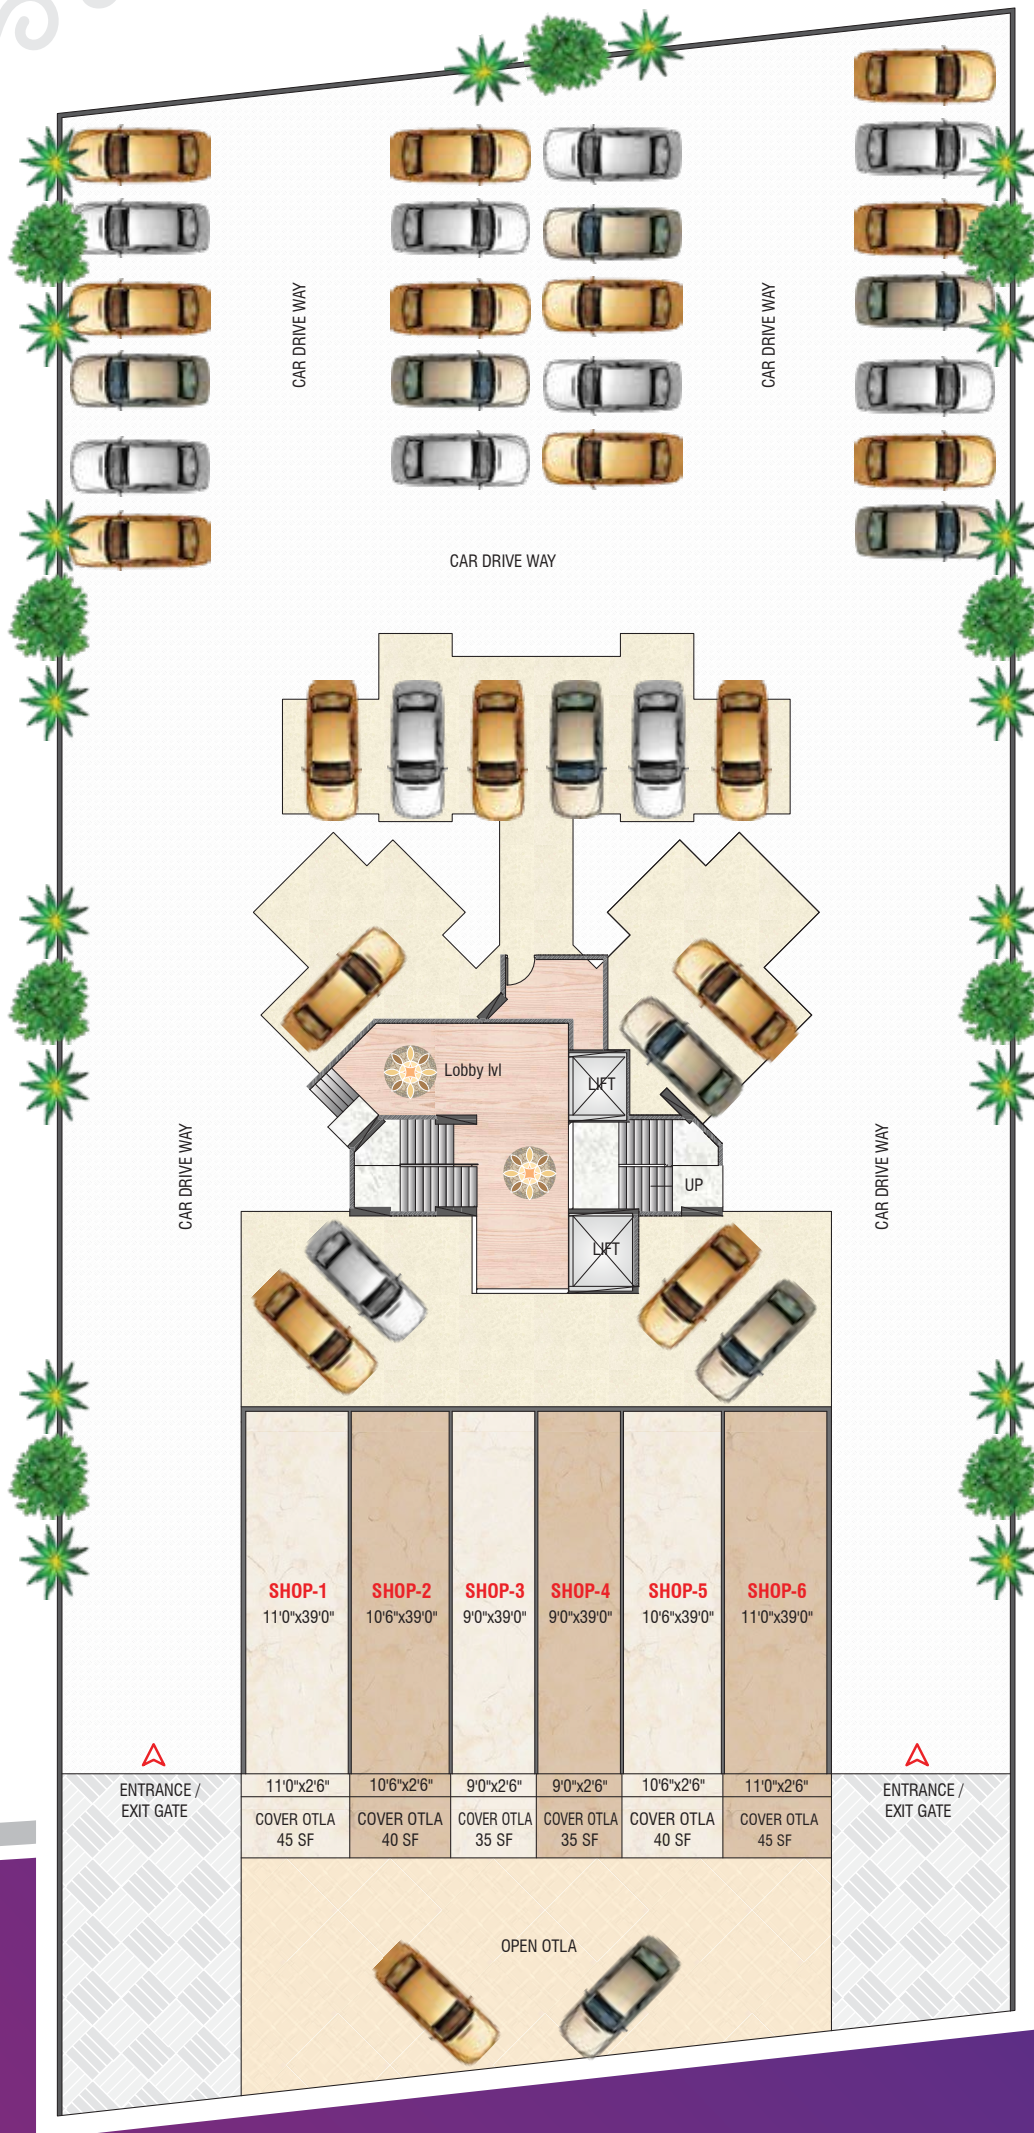 CAR DRIVE WAY
CAR DRIVE WAY
CAR DRIVE WAY
Lobby lvl
LIFT
CAR DRIVE WAY
CAR DRIVE WAY
UP
LIFT
SHOP-1
11'0"x39'0"
SHOP-2
10'6"x39'0"
SHOP-3
9'0"x39'0"
SHOP-4
9'0"x39'0"
SHOP-5
10'6"x39'0"
SHOP-6
11'0"x39'0"
ENTRANCE /
EXIT GATE
11'0"x2'6"
10'6"x2'6"
9'0"x2'6"
9'0"x2'6"
10'6"x2'6"
11'0"x2'6"
ENTRANCE /
EXIT GATE
COVER OTLA
45 SF
COVER OTLA
40 SF
COVER OTLA
35 SF
COVER OTLA
35 SF
COVER OTLA
40 SF
COVER OTLA
45 SF
OPEN OTLA